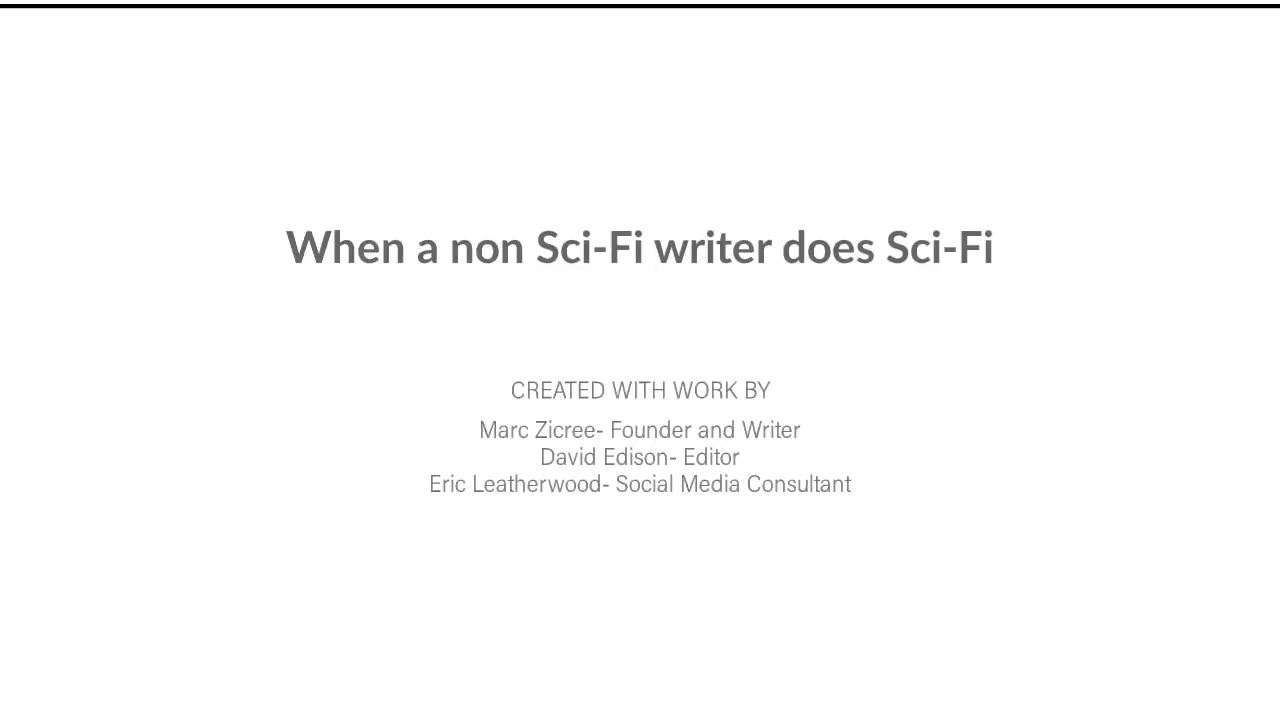 When a non Sci-Fi writer does Sci-Fi
CREATED WITH WORK BY
Marc Zicree- Founder and Writer
David Edison- Editor
Eric Leatherwood- Social Media Consultant